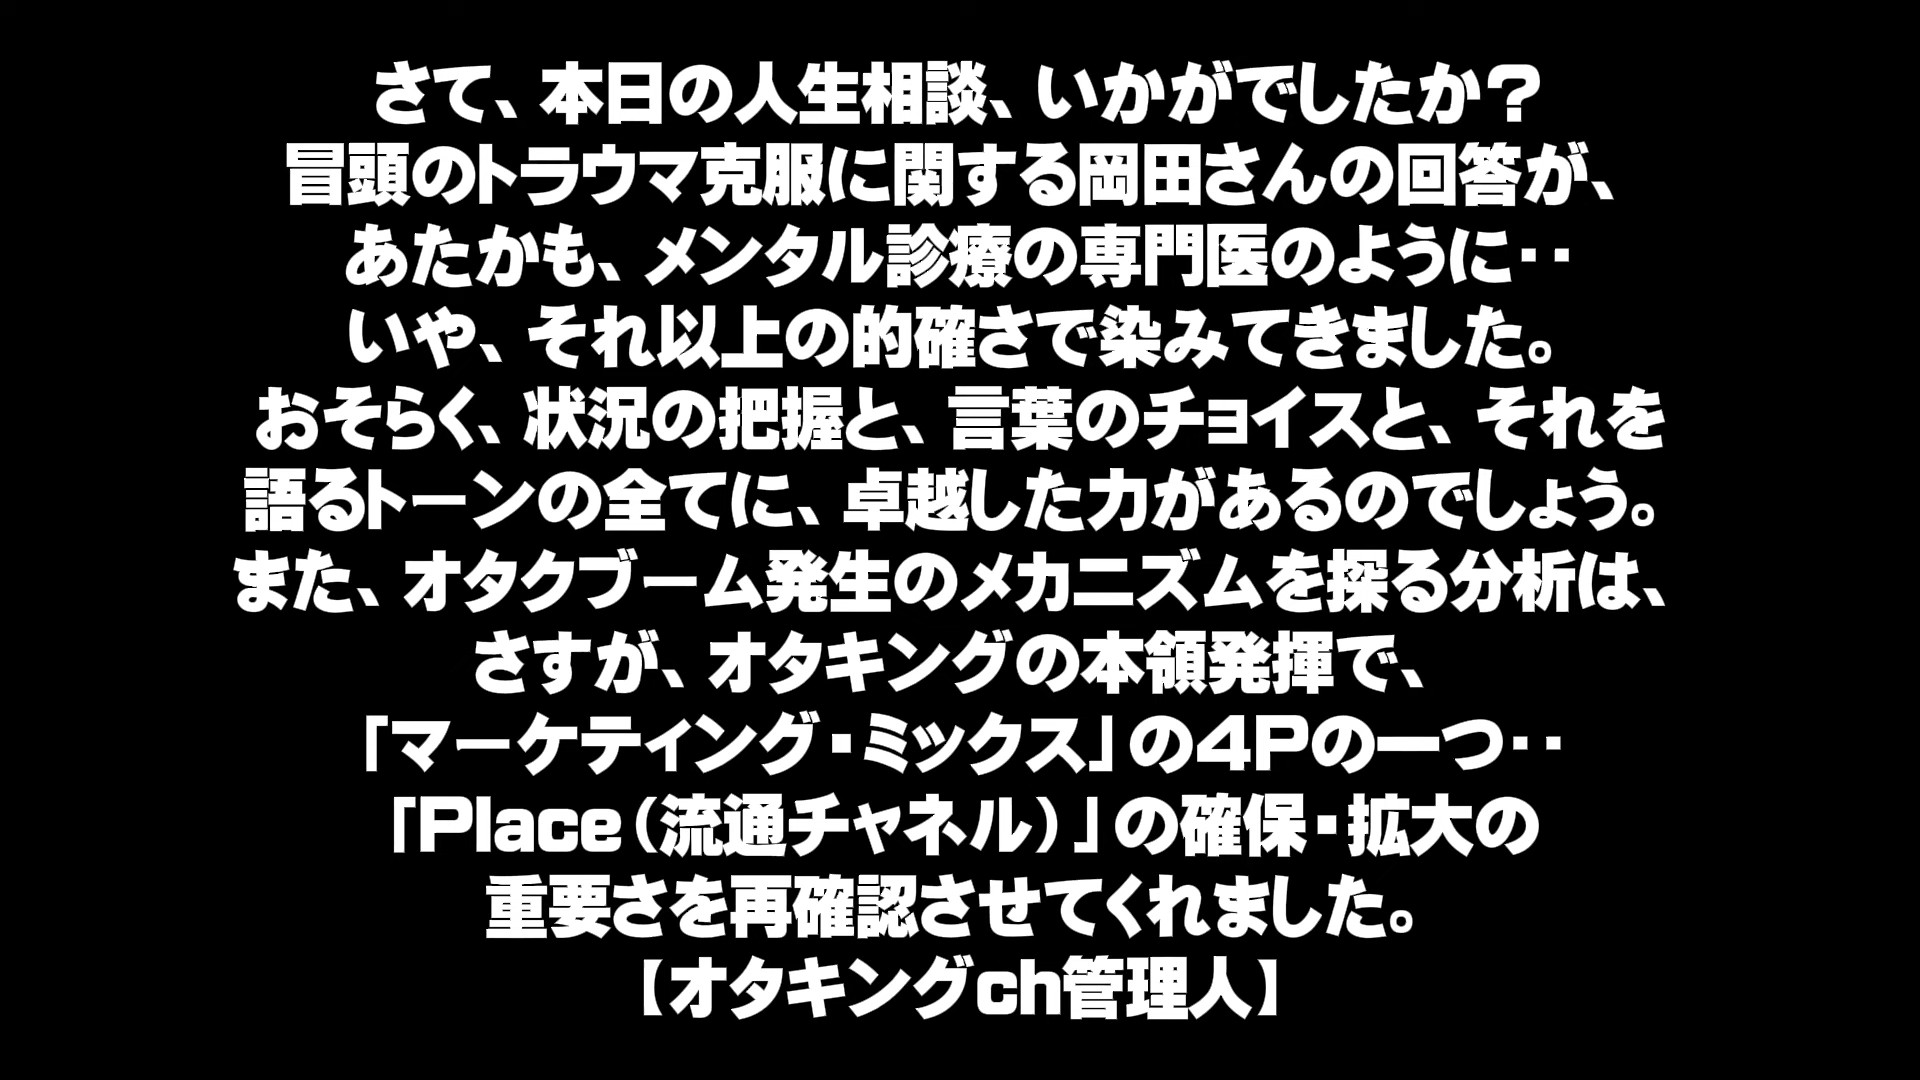 さて、本日の人生相談、いかがでしたか？
冒頭のトラウマ克服に関する岡田さんの回答が、
あたかも、メンタル診療の専門医のように‥
いや、それ以上の的確さで染みてきました。
おそらく、状況の把握と、言葉のチョイスと、それを
語るトーンの全てに、卓越した力があるのでしょう。
また、オタクブーム発生のメカニズムを探る分析は、
さすが、オタキングの本領発揮で、
「マーケティング・ミックス」の4Pの一つ‥
「Place（流通チャネル）」の確保・拡大の
重要さを再確認させてくれました。
【オタキングch管理人】